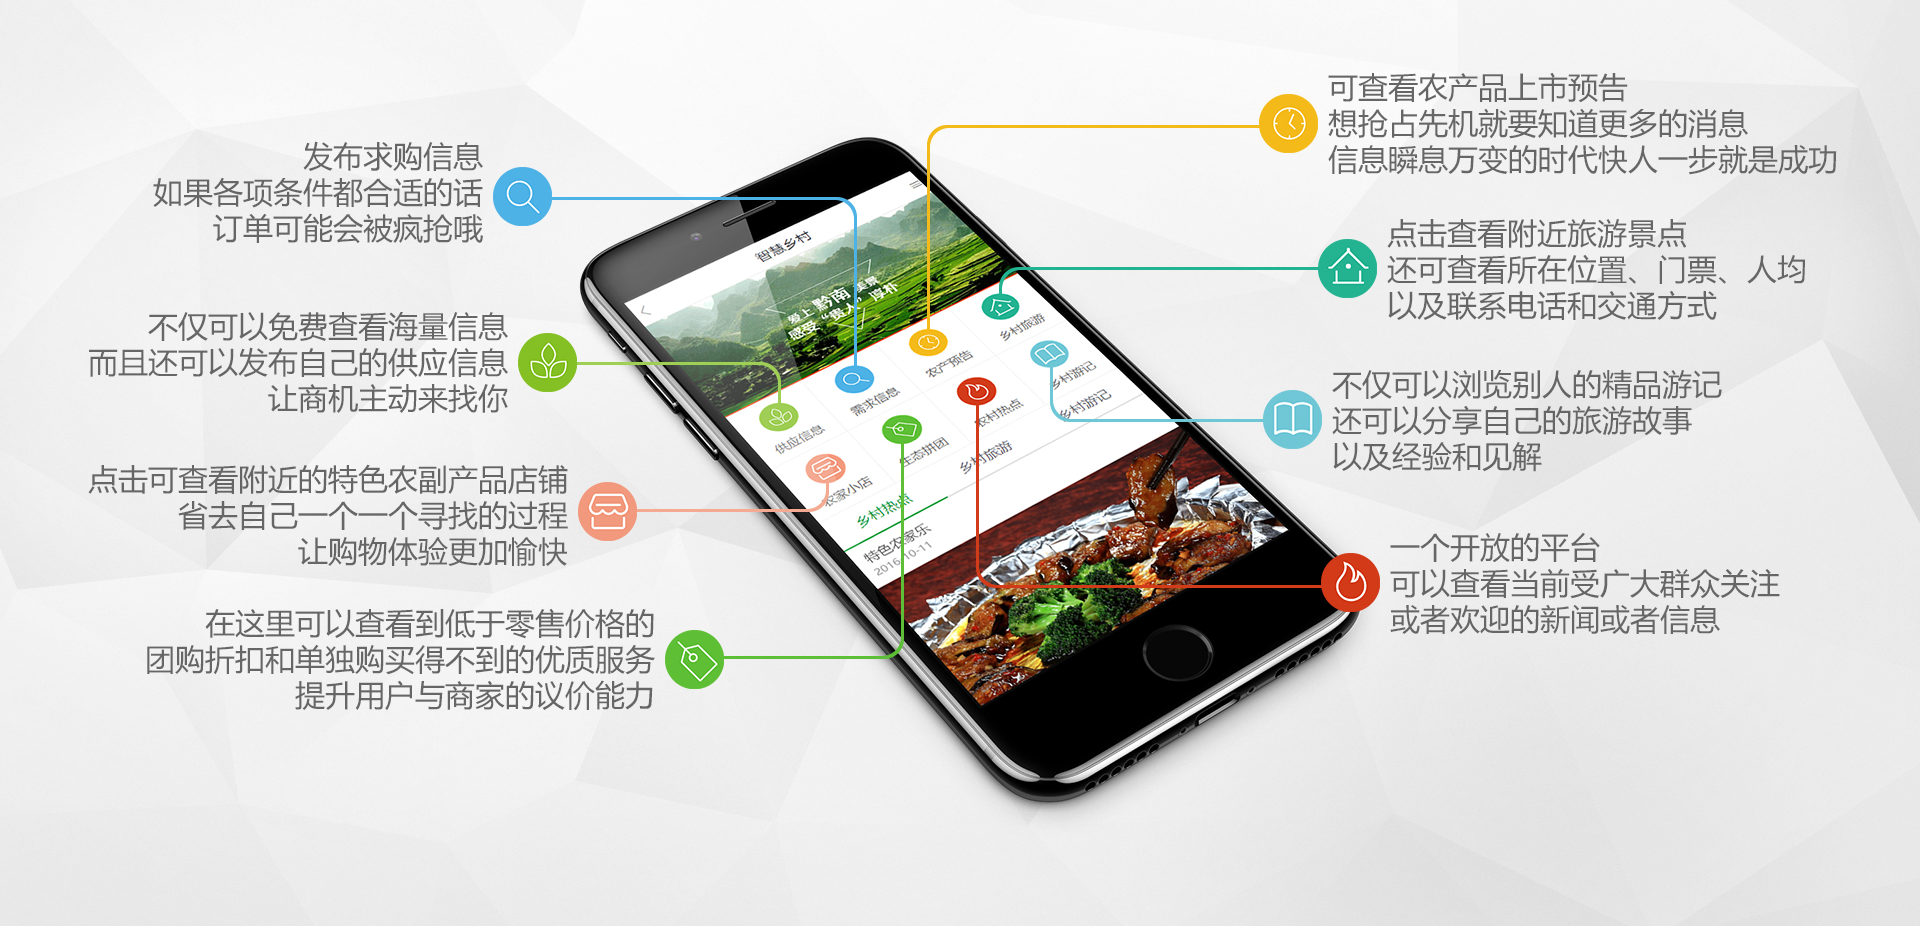 发布求购信息
如果各项条件都合适的话
订单可能会被疯抢哦
不仅可以免费查看海量信息
而且还可以发布自己的供应信息
让商机主动来找你
点击可查看附近的特色农副产品店铺
省去自己一个一个寻找的过程
让购物体验更加愉快
在这里可以查看到低于零售价格的
团购折扣和单独购买得不到的优质服务
提升用户与商家的议价能力
智慧乡村
爱上 黔南 美景
感受“贵人”淳朴
供应信息
需求信息
农产预告
乡村旅游
农家小店
生态拼团
农村热点
乡村游记
乡村热点
乡村旅游
乡村游记
特色农家乐
2016-10-11
可查看农产品上市预告
想抢占先机就要知道更多的消息
信息瞬息万变的时代快人一步就是成功
点击查看附近旅游景点
还可查看所在位置、门票、人均
以及联系电话和交通方式
不仅可以浏览别人的精品游记
还可以分享自己的旅游故事
以及经验和见解
一个开放的平台
可以查看当前受广大群众关注
或者欢迎的新闻或者信息